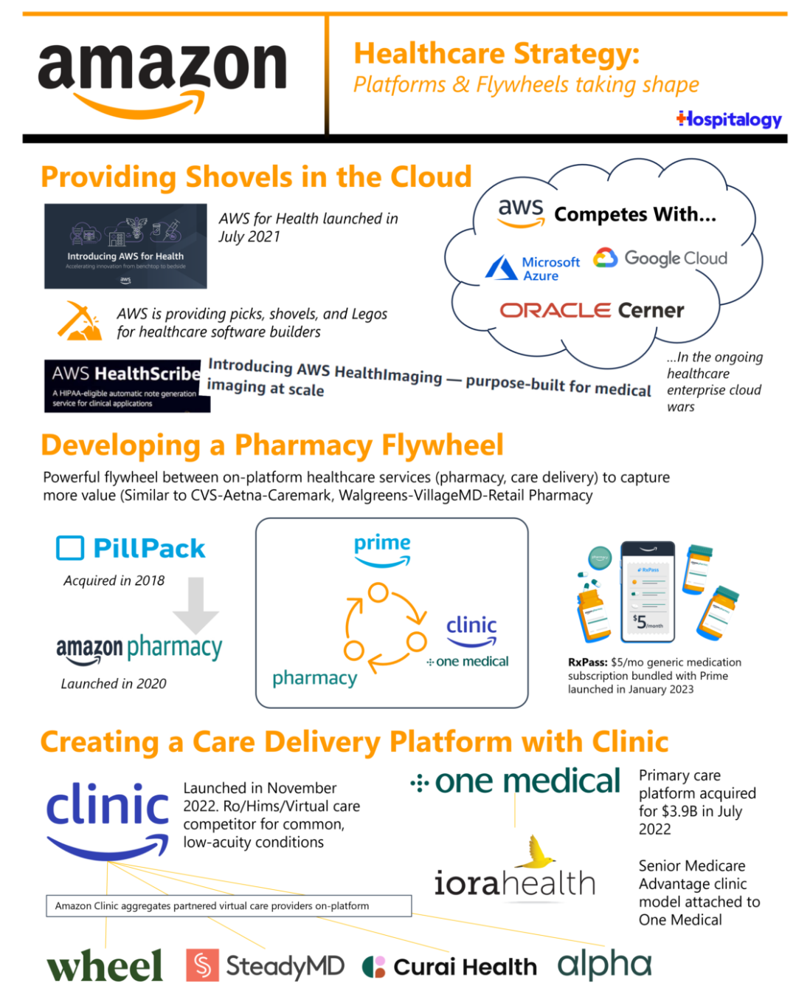 amazon
Healthcare Strategy:
Platforms & Flywheels taking shape
Hospitalogy
Providing Shovels in the Cloud
Introducing AWS for Health
Accelerating innovation from benchtop to bedside
aws
AWS for Health launched in
July 2021
aws Competes With...
Microsoft
Azure
Google Cloud
ORACLE Cerner
AWS is providing picks, shovels, and Legos
for healthcare software builders
...In the ongoing
healthcare
enterprise cloud
wars
AWS HealthScribe
A HIPAA-eligible automatic note generation
service for clinical applications
Introducing AWS HealthImaging — purpose-built for medical
imaging at scale
Developing a Pharmacy Flywheel
Powerful flywheel between on-platform healthcare services (pharmacy, care delivery) to capture
more value (Similar to CVS-Aetna-Caremark, Walgreens-VillageMD-Retail Pharmacy
PillPack
Acquired in 2018
amazon pharmacy
Launched in 2020
prime
clinic
one medical
pharmacy
pharmacy
RxPass
$5/month
RxPass: $5/mo generic medication
subscription bundled with Prime
launched in January 2023
Creating a Care Delivery Platform with Clinic
clinic
Launched in November
2022. Ro/Hims/Virtual care
competitor for common,
low-acuity conditions
one medical
Primary care
platform acquired
for $3.9B in July
2022
iorahealth
Senior Medicare
Advantage clinic
model attached to
One Medical
Amazon Clinic aggregates partnered virtual care providers on-platform
wheel
SteadyMD
Curai Health
alpha